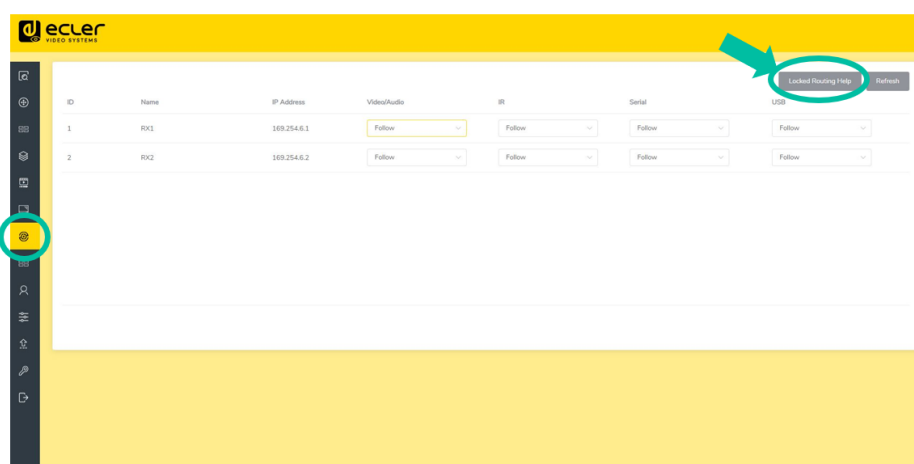 ecler
VIDEO SYSTEMS
Locked Routing Help Refresh
ID Name IP Address Video/Audio IR Serial USB
1 RX1 169.254.6.1 Follow Follow Follow Follow
2 RX2 169.254.6.2 Follow Follow Follow Follow